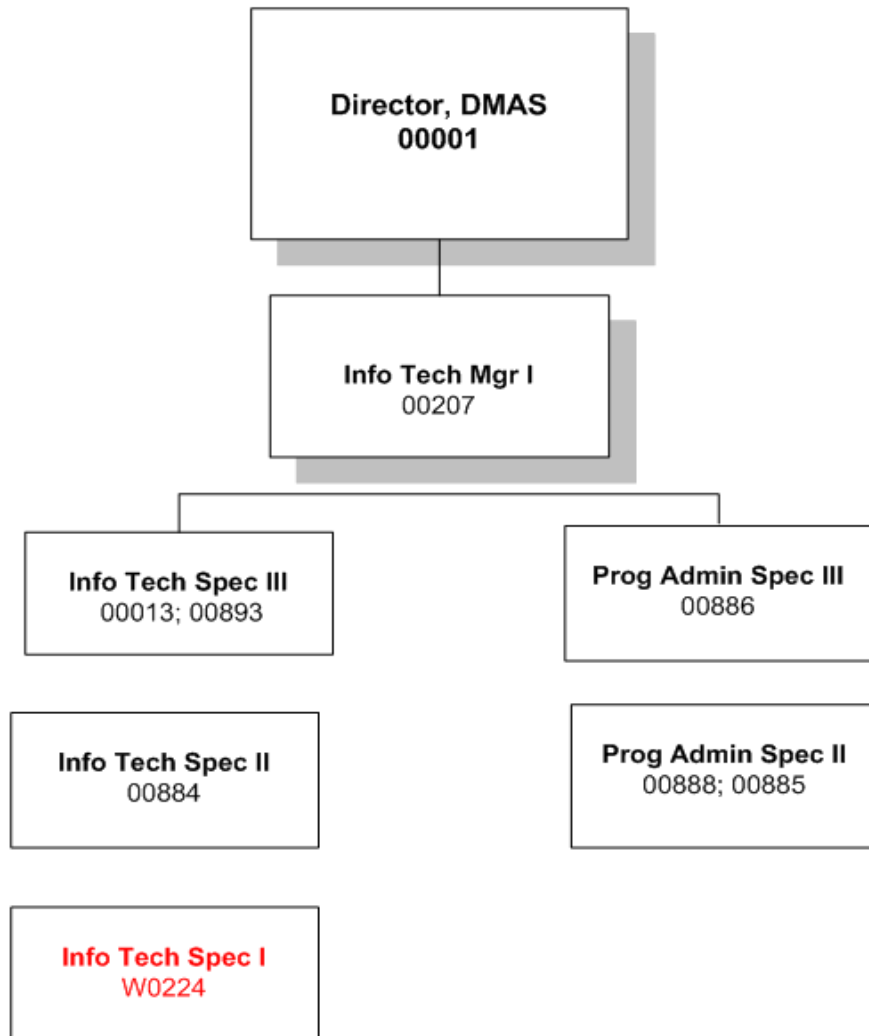 Director, DMAS
00001
Info Tech Mgr I
00207
Info Tech Spec III
00013; 00893
Prog Admin Spec III
00886
Info Tech Spec II
00884
Prog Admin Spec II
00888; 00885
Info Tech Spec I
W0224